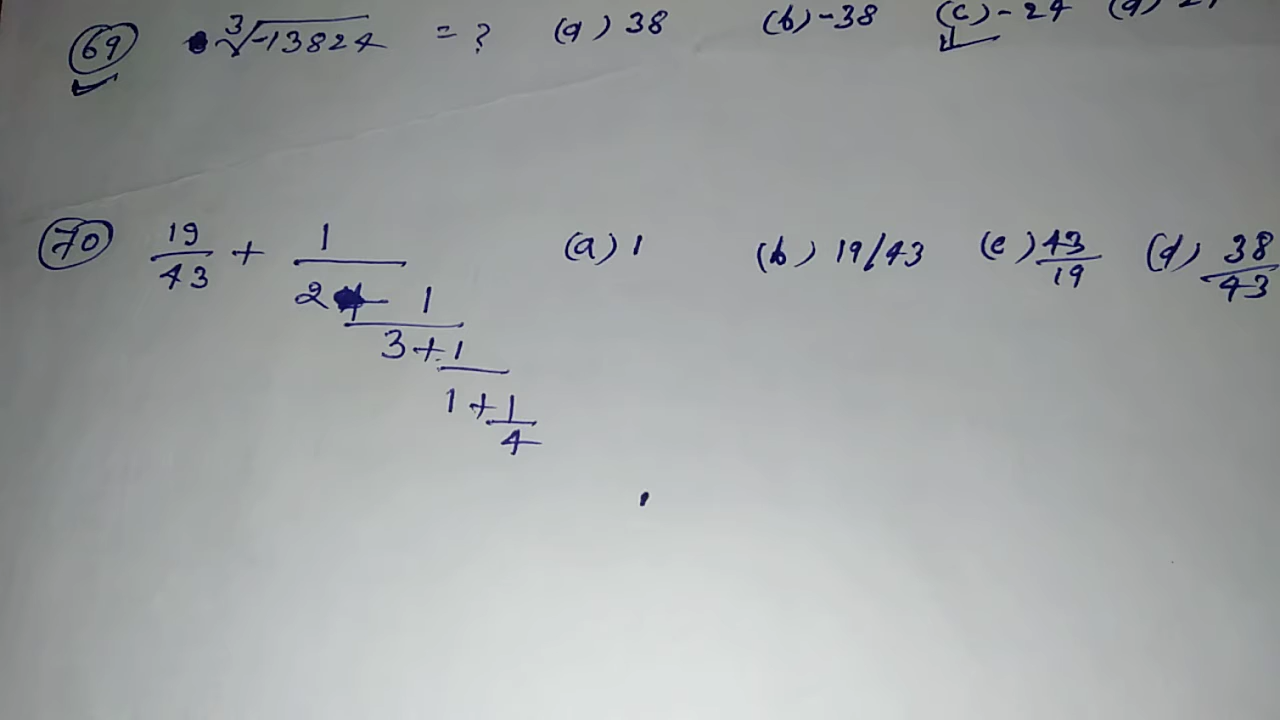 69 ∛-13824 = ? (a) 38 (b) -38 (c) -24
70 19/43 + 1 (a) 1 (b) 19/43 (c) 43/19 (d) 38/43
2 + 1
3 + 1
1 + 1
4